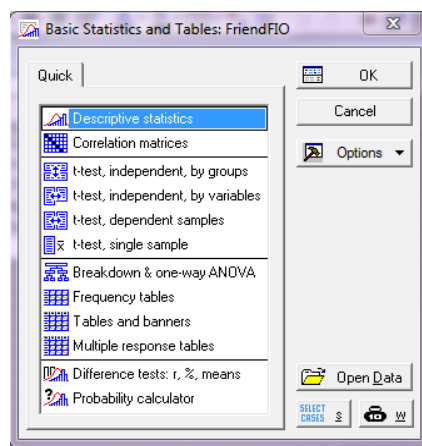 Basic Statistics and Tables: FriendFIO
Quick
OK
Descriptive statistics
Cancel
Correlation matrices
Options
t-test, independent, by groups
t-test, independent, by variables
t-test, dependent samples
t-test, single sample
Breakdown & one-way ANOVA
Frequency tables
Tables and banners
Multiple response tables
Difference tests: r, %, means
Open Data
Probability calculator
SELECT
CASES S
W